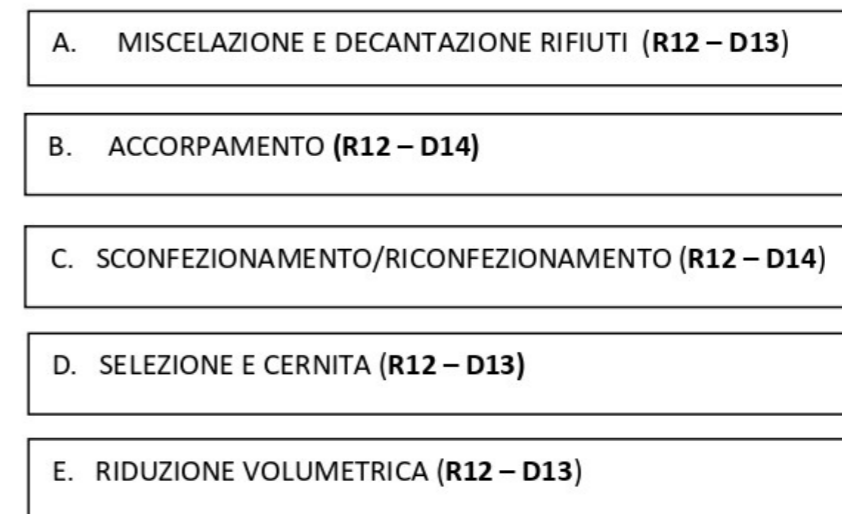 A. MISCELAZIONE E DECANTAZIONE RIFIUTI (R12 – D13)
B. ACCORPAMENTO (R12 – D14)
C. SCONFEZIONAMENTO/RICONFEZIONAMENTO (R12 – D14)
D. SELEZIONE E CERNITA (R12 – D13)
E. RIDUZIONE VOLUMETRICA (R12 – D13)